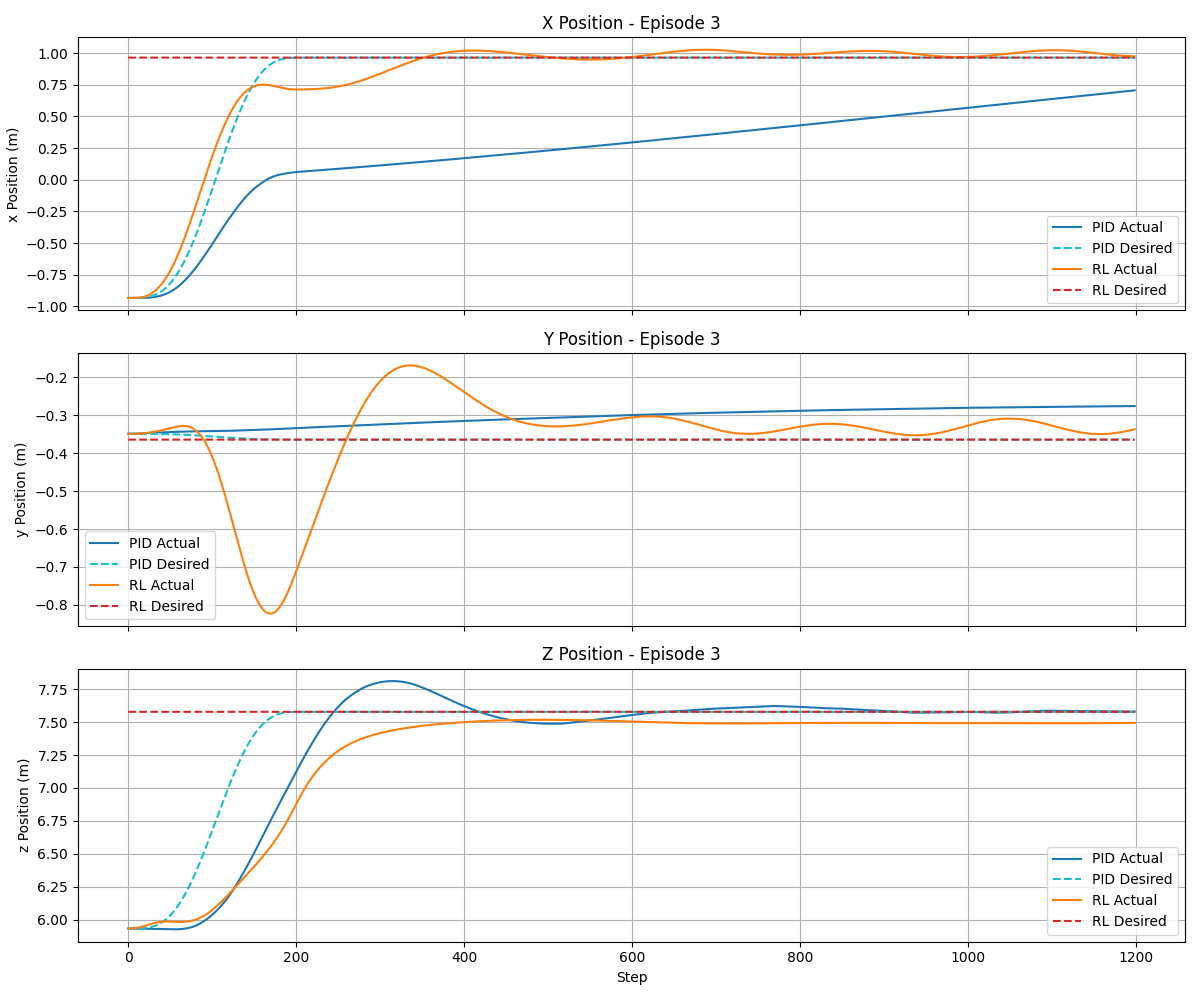 X Position - Episode 3
x Position (m)
1.00
0.75
0.50
0.25
0.00
−0.25
−0.50
−0.75
−1.00
PID Actual
PID Desired
RL Actual
RL Desired
Y Position - Episode 3
y Position (m)
−0.2
−0.3
−0.4
−0.5
−0.6
−0.7
−0.8
PID Actual
PID Desired
RL Actual
RL Desired
Z Position - Episode 3
z Position (m)
7.75
7.50
7.25
7.00
6.75
6.50
6.25
6.00
PID Actual
PID Desired
RL Actual
RL Desired
0 200 400 600 800 1000 1200
Step